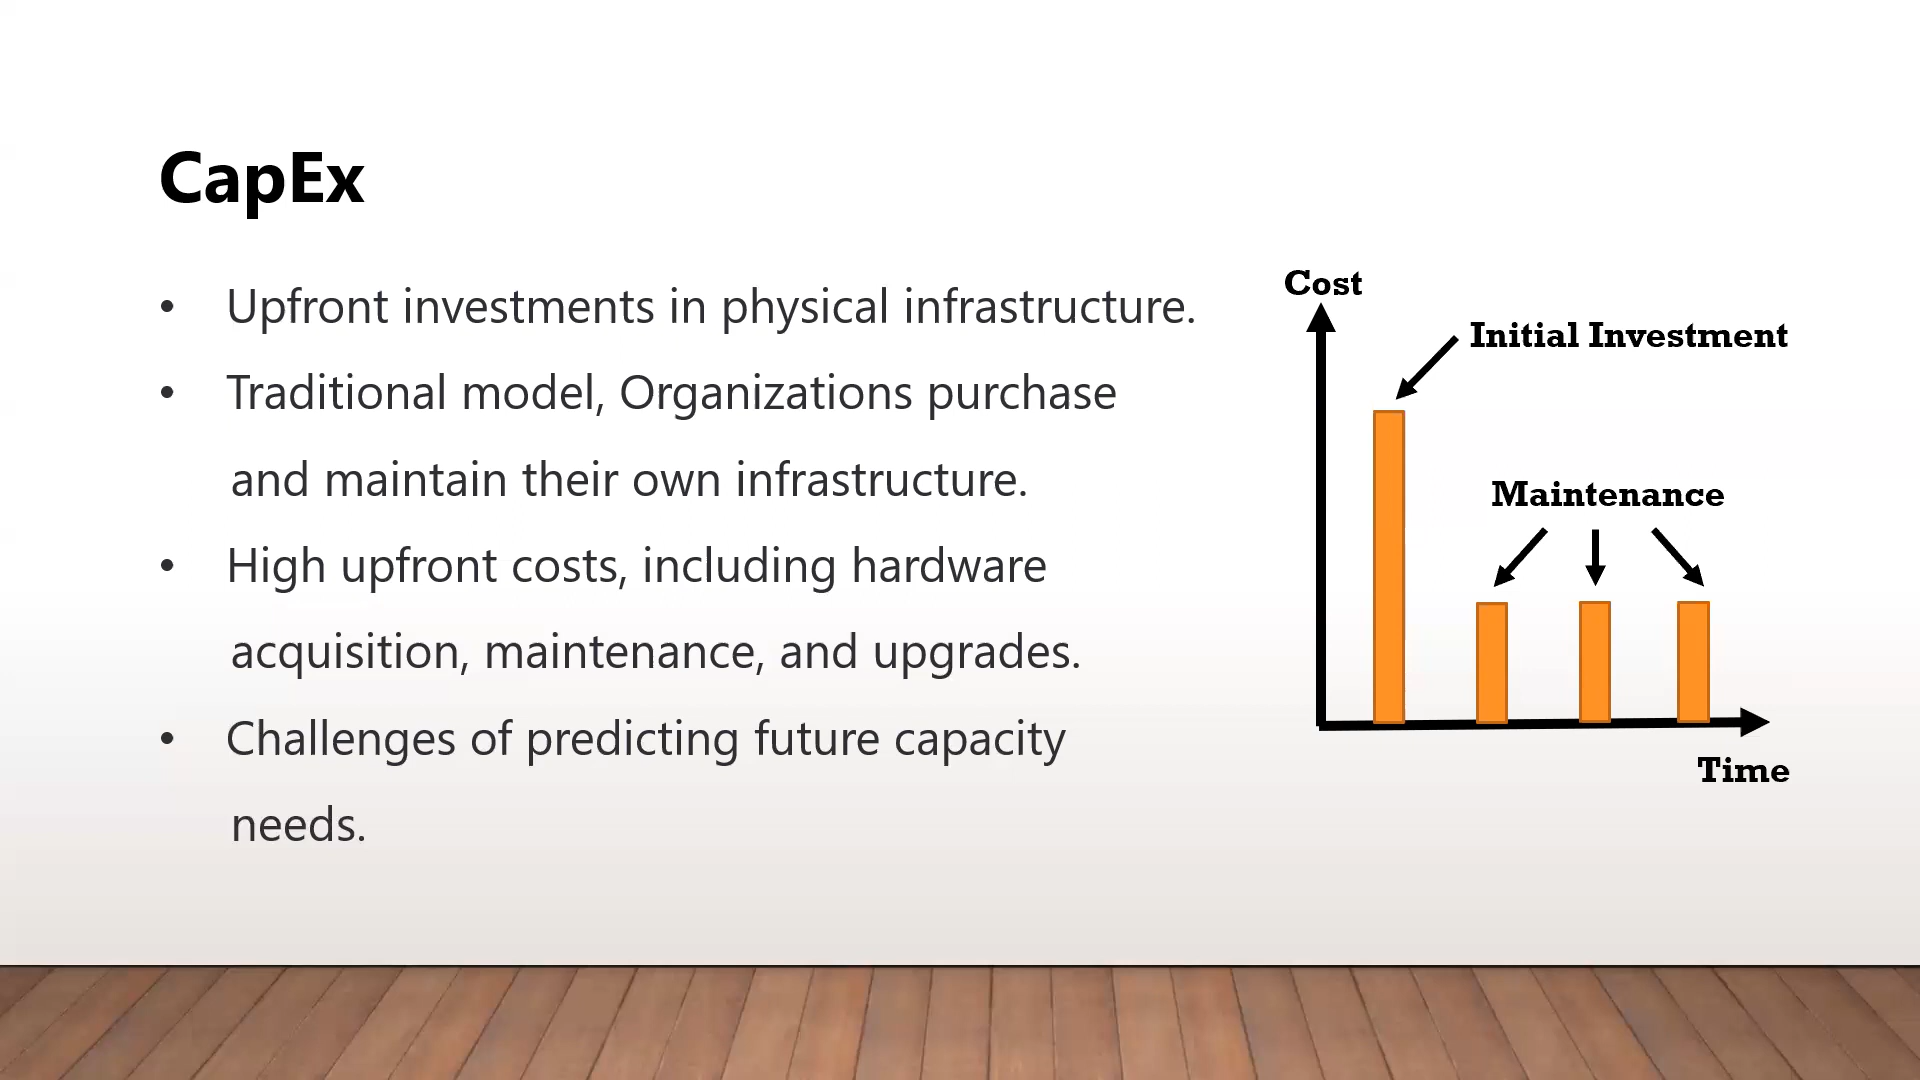 CapEx
• Upfront investments in physical infrastructure.
• Traditional model, Organizations purchase
and maintain their own infrastructure.
• High upfront costs, including hardware
acquisition, maintenance, and upgrades.
• Challenges of predicting future capacity
needs.
Cost
Initial Investment
Maintenance
Time